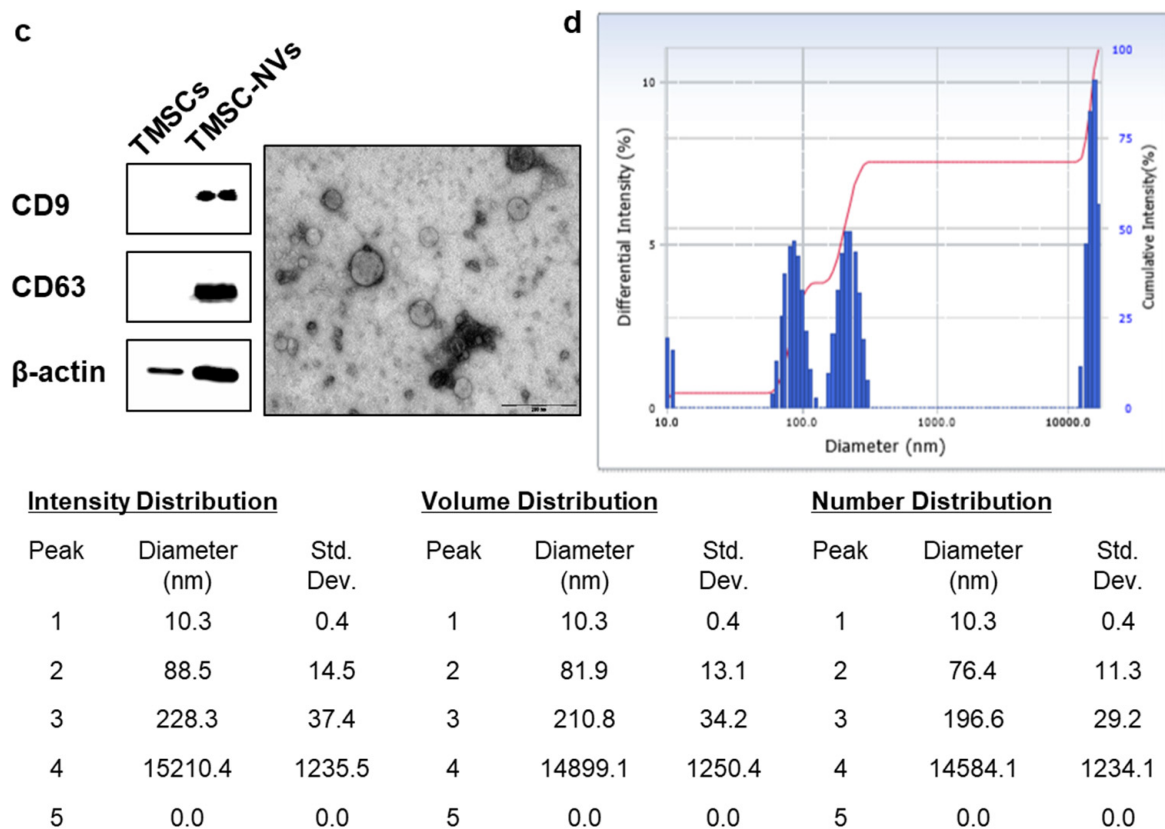 c
TMSCs
TMSC-NVs
CD9
CD63
β-actin
d
Differential Intensity (%)
10
5
0
100
75
50
25
0
Cumulative Intensity(%)
10.0 100.0 1000.0 10000.0
Diameter (nm)
Intensity Distribution Volume Distribution Number Distribution
Peak Diameter (nm) Std. Dev. Peak Diameter (nm) Std. Dev. Peak Diameter (nm) Std. Dev.
1 10.3 0.4 1 10.3 0.4 1 10.3 0.4
2 88.5 14.5 2 81.9 13.1 2 76.4 11.3
3 228.3 37.4 3 210.8 34.2 3 196.6 29.2
4 15210.4 1235.5 4 14899.1 1250.4 4 14584.1 1234.1
5 0.0 0.0 5 0.0 0.0 5 0.0 0.0